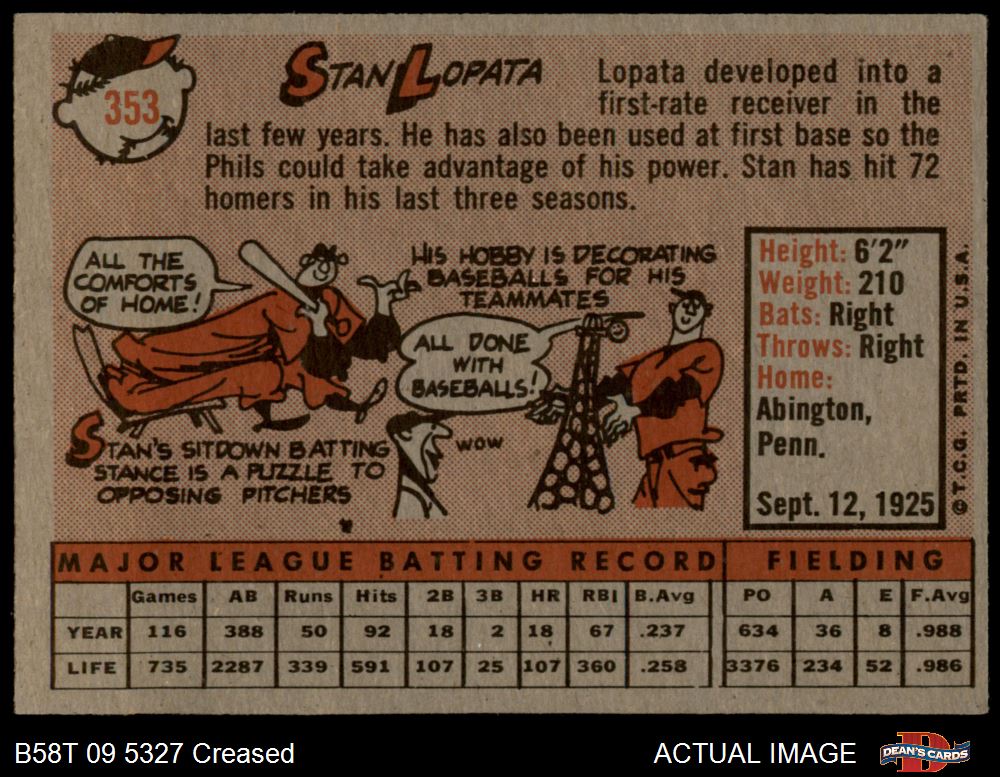 353
STAN LOPATA
Lopata developed into a
first-rate receiver in the
last few years. He has also been used at first base so the
Phils could take advantage of his power. Stan has hit 72
homers in his last three seasons.
ALL THE
COMFORTS
OF HOME!
STAN'S SITDOWN BATTING
STANCE IS A PUZZLE TO
OPPOSING PITCHERS
HIS HOBBY IS DECORATING
BASEBALLS FOR HIS
TEAMMATES
ALL DONE
WITH
BASEBALLS!
WOW
Height: 6'2"
Weight: 210
Bats: Right
Throws: Right
Home:
Abington,
Penn.
Sept. 12, 1925
© T.C.G. PRTD. IN U.S.A.
MAJOR LEAGUE BATTING RECORD FIELDING
Games AB Runs Hits 2B 3B HR RBI B.Avg PO A E F.Avg
YEAR 116 388 50 92 18 2 18 67 .237 634 36 8 .988
LIFE 735 2287 339 591 107 25 107 360 .258 3376 234 52 .986
B58T 09 5327 Creased
ACTUAL IMAGE
DEAN'S CARDS